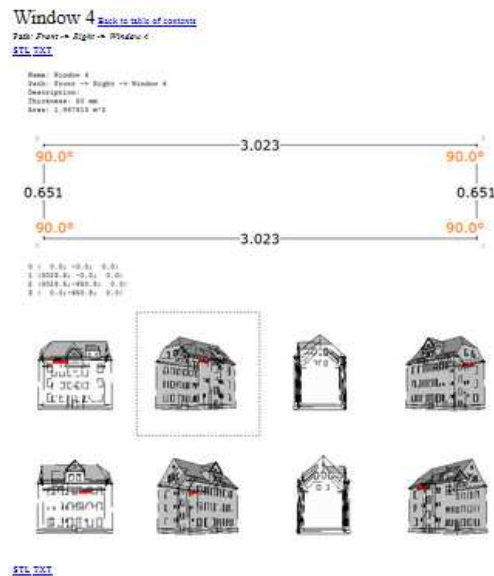 Window 4 Back to table of contents
Path: Front -> Right -> Window 4
STL TXT
Name: Window 4
Path: Front -> Right -> Window 4
Description:
Thickness: 50 mm
Area:
3.023
90.0° 90.0°
0.651 0.651
90.0° 90.0°
3.023
STL TXT